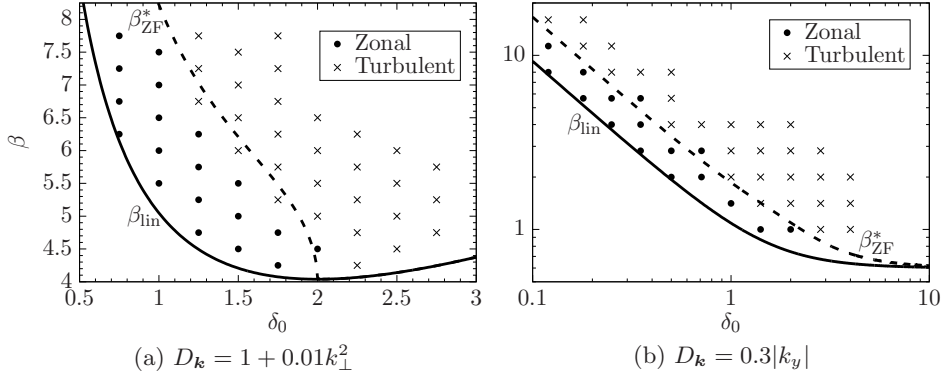 8
7.5
7
6.5
6
5.5
5
4.5
4
β
β*ZF
βlin
Zonal
Turbulent
0.5 1 1.5 2 2.5 3
δ0
(a) Dk = 1 + 0.01k⊥2
10
1
βlin
β*ZF
Zonal
Turbulent
0.1 1 10
δ0
(b) Dk = 0.3|ky|